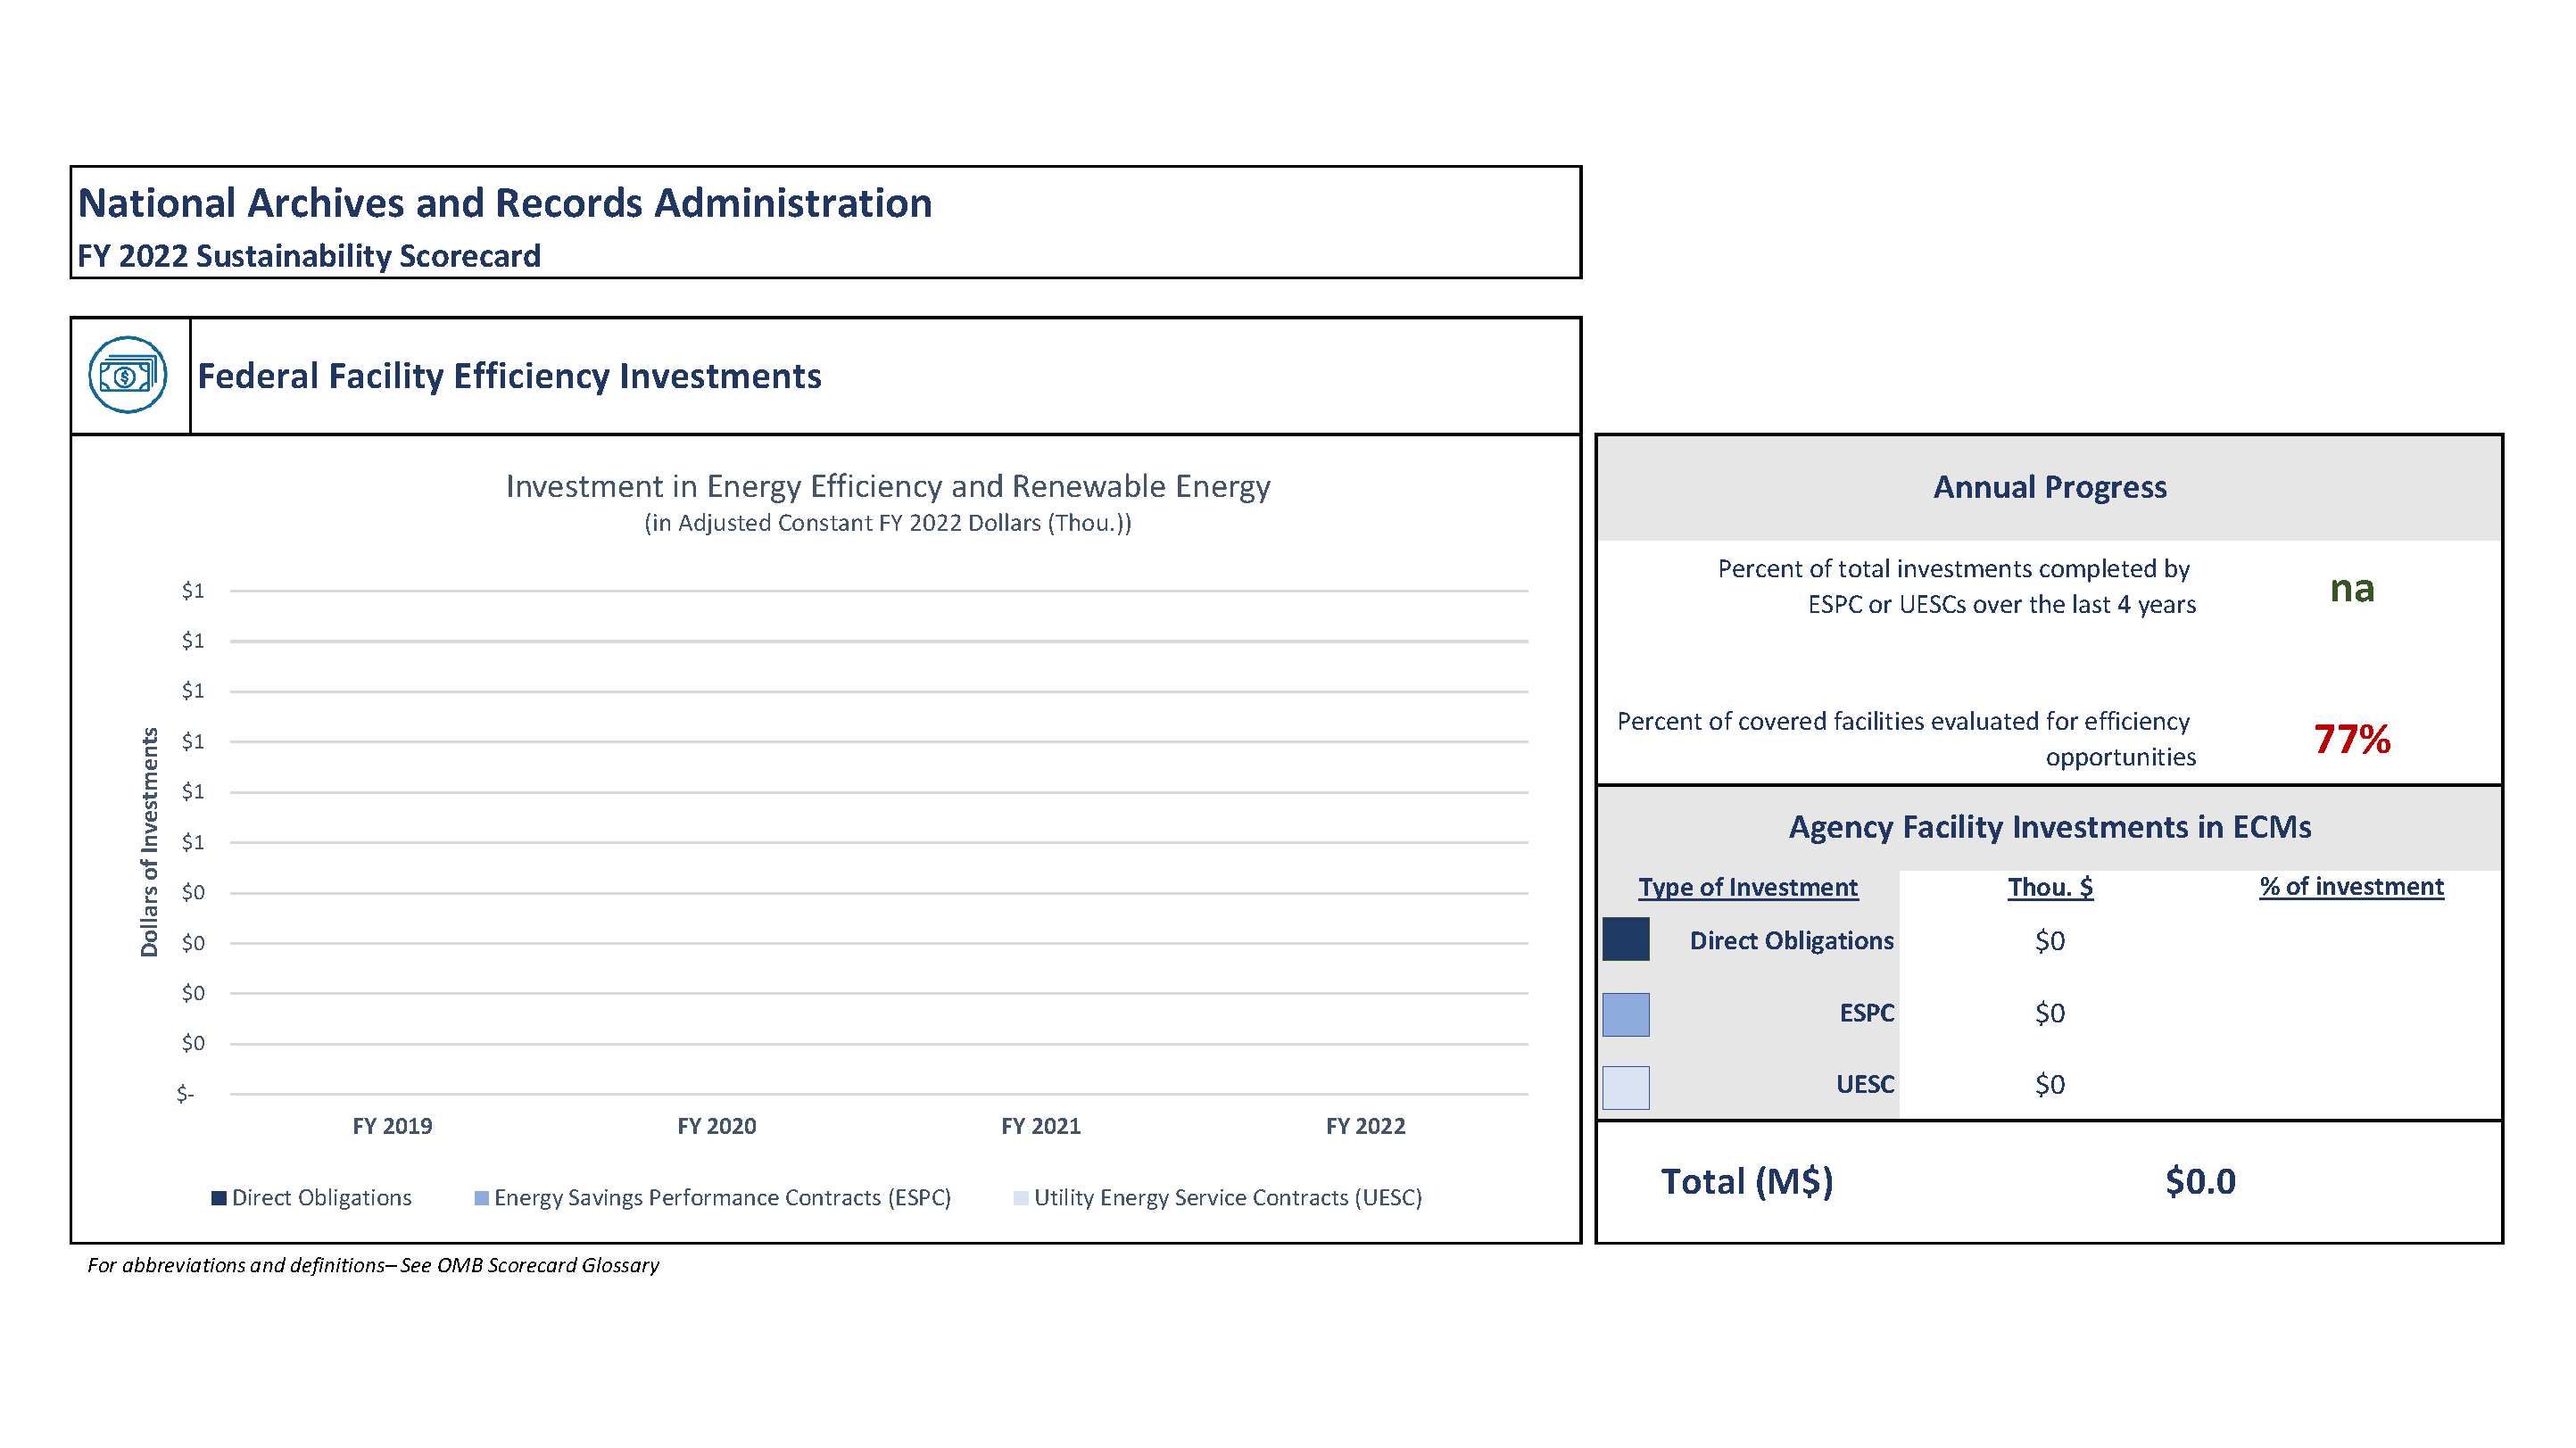 National Archives and Records Administration
FY 2022 Sustainability Scorecard
Federal Facility Efficiency Investments
Investment in Energy Efficiency and Renewable Energy
(in Adjusted Constant FY 2022 Dollars (Thou.))
Dollars of Investments
$1
$1
$1
$1
$1
$1
$0
$0
$0
$0
$-
FY 2019 FY 2020 FY 2021 FY 2022
Direct Obligations Energy Savings Performance Contracts (ESPC) Utility Energy Service Contracts (UESC)
Annual Progress
Percent of total investments completed by
ESPC or UESCs over the last 4 years
na
Percent of covered facilities evaluated for efficiency
opportunities
77%
Agency Facility Investments in ECMs
Type of Investment Thou. $ % of investment
Direct Obligations $0
ESPC $0
UESC $0
Total (M$) $0.0
For abbreviations and definitions– See OMB Scorecard Glossary